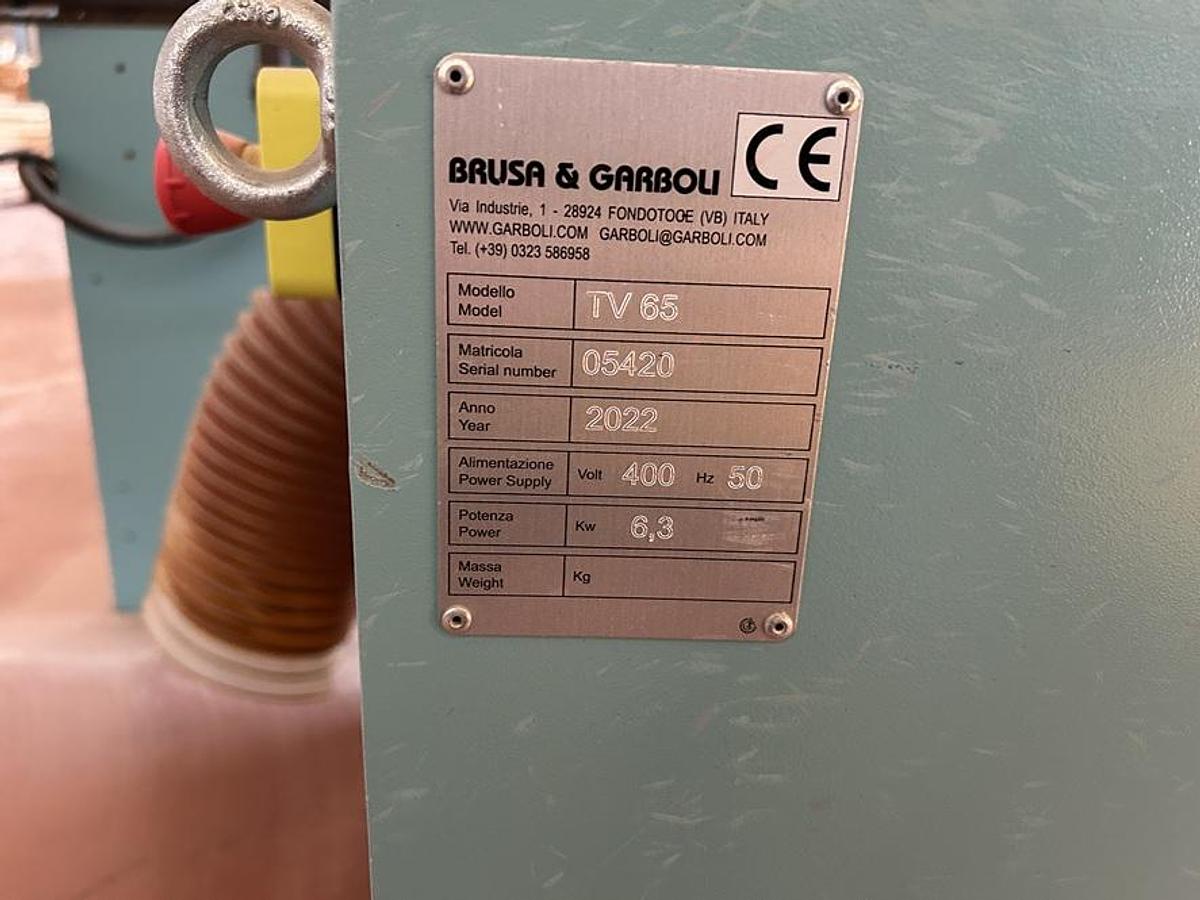 BRUSA & GARBOLI
CE
Via Industrie, 1 - 28924 FONDOTOCE (VB) ITALY
WWW.GARBOLI.COM GARBOLI@GARBOLI.COM
Tel. (+39) 0323 586958
Modello
Model
TV 65
Matricola
Serial number
05420
Anno
Year
2022
Alimentazione
Power Supply
Volt 400 Hz 50
Potenza
Power
Kw 6,3
Massa
Weight
Kg